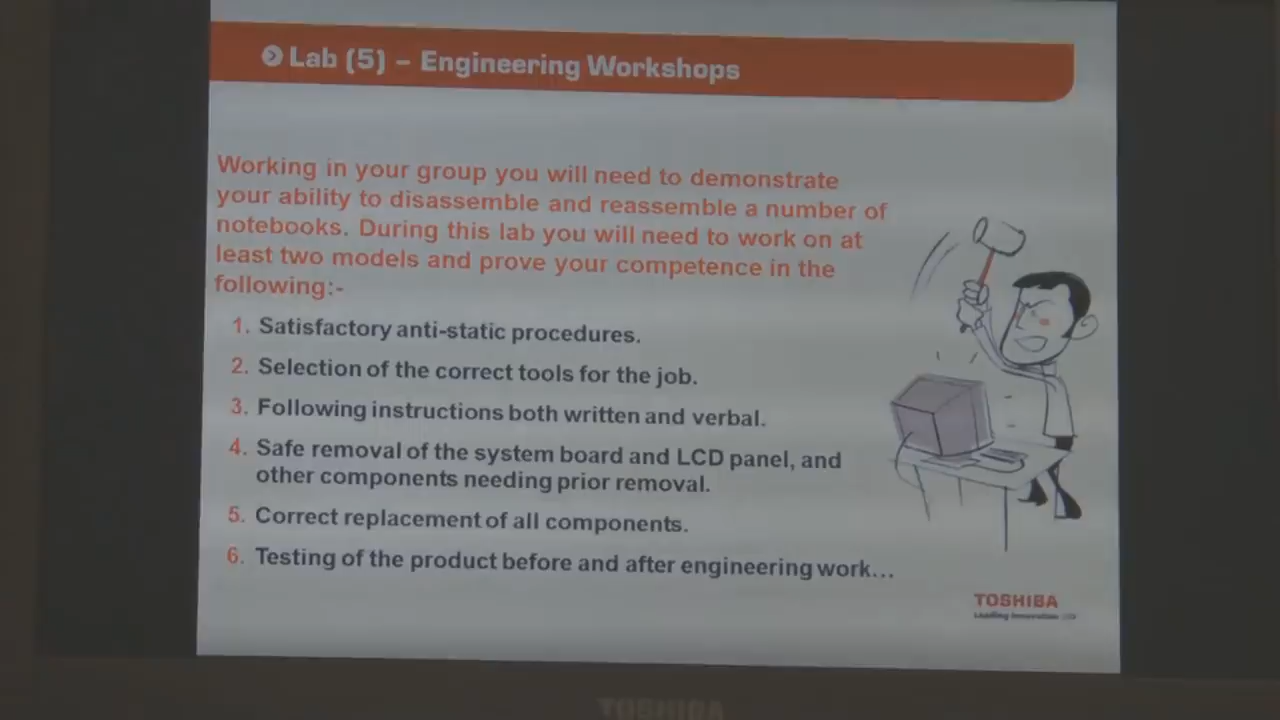 Lab (5) – Engineering Workshops
Working in your group you will need to demonstrate
your ability to disassemble and reassemble a number of
notebooks. During this lab you will need to work on at
least two models and prove your competence in the
following:-
1. Satisfactory anti-static procedures.
2. Selection of the correct tools for the job.
3. Following instructions both written and verbal.
4. Safe removal of the system board and LCD panel, and
other components needing prior removal.
5. Correct replacement of all components.
6. Testing of the product before and after engineering work...
TOSHIBA
Leading Innovation >>>
TOSHIBA